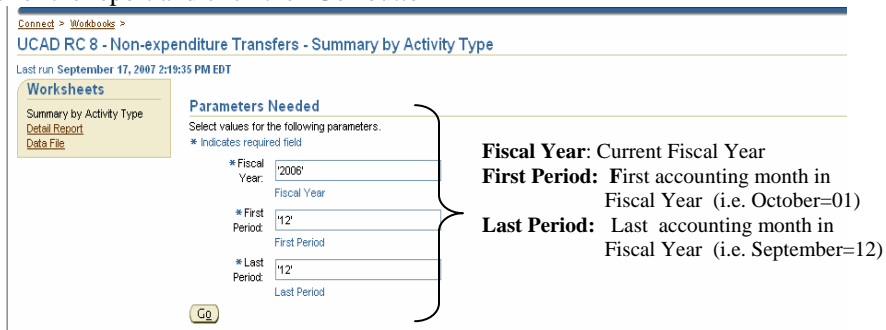 Connect > Workbooks >
UCAD RC 8 - Non-expenditure Transfers - Summary by Activity Type
Last run September 17, 2007 2:19:35 PM EDT
Worksheets
Summary by Activity Type
Detail Report
Data File
Parameters Needed
Select values for the following parameters.
* Indicates required field
* Fiscal
Year:
'2006'
Fiscal Year
* First
Period:
'12'
First Period
* Last
Period:
'12'
Last Period
Go
Fiscal Year: Current Fiscal Year
First Period: First accounting month in
Fiscal Year (i.e. October=01)
Last Period: Last accounting month in
Fiscal Year (i.e. September=12)